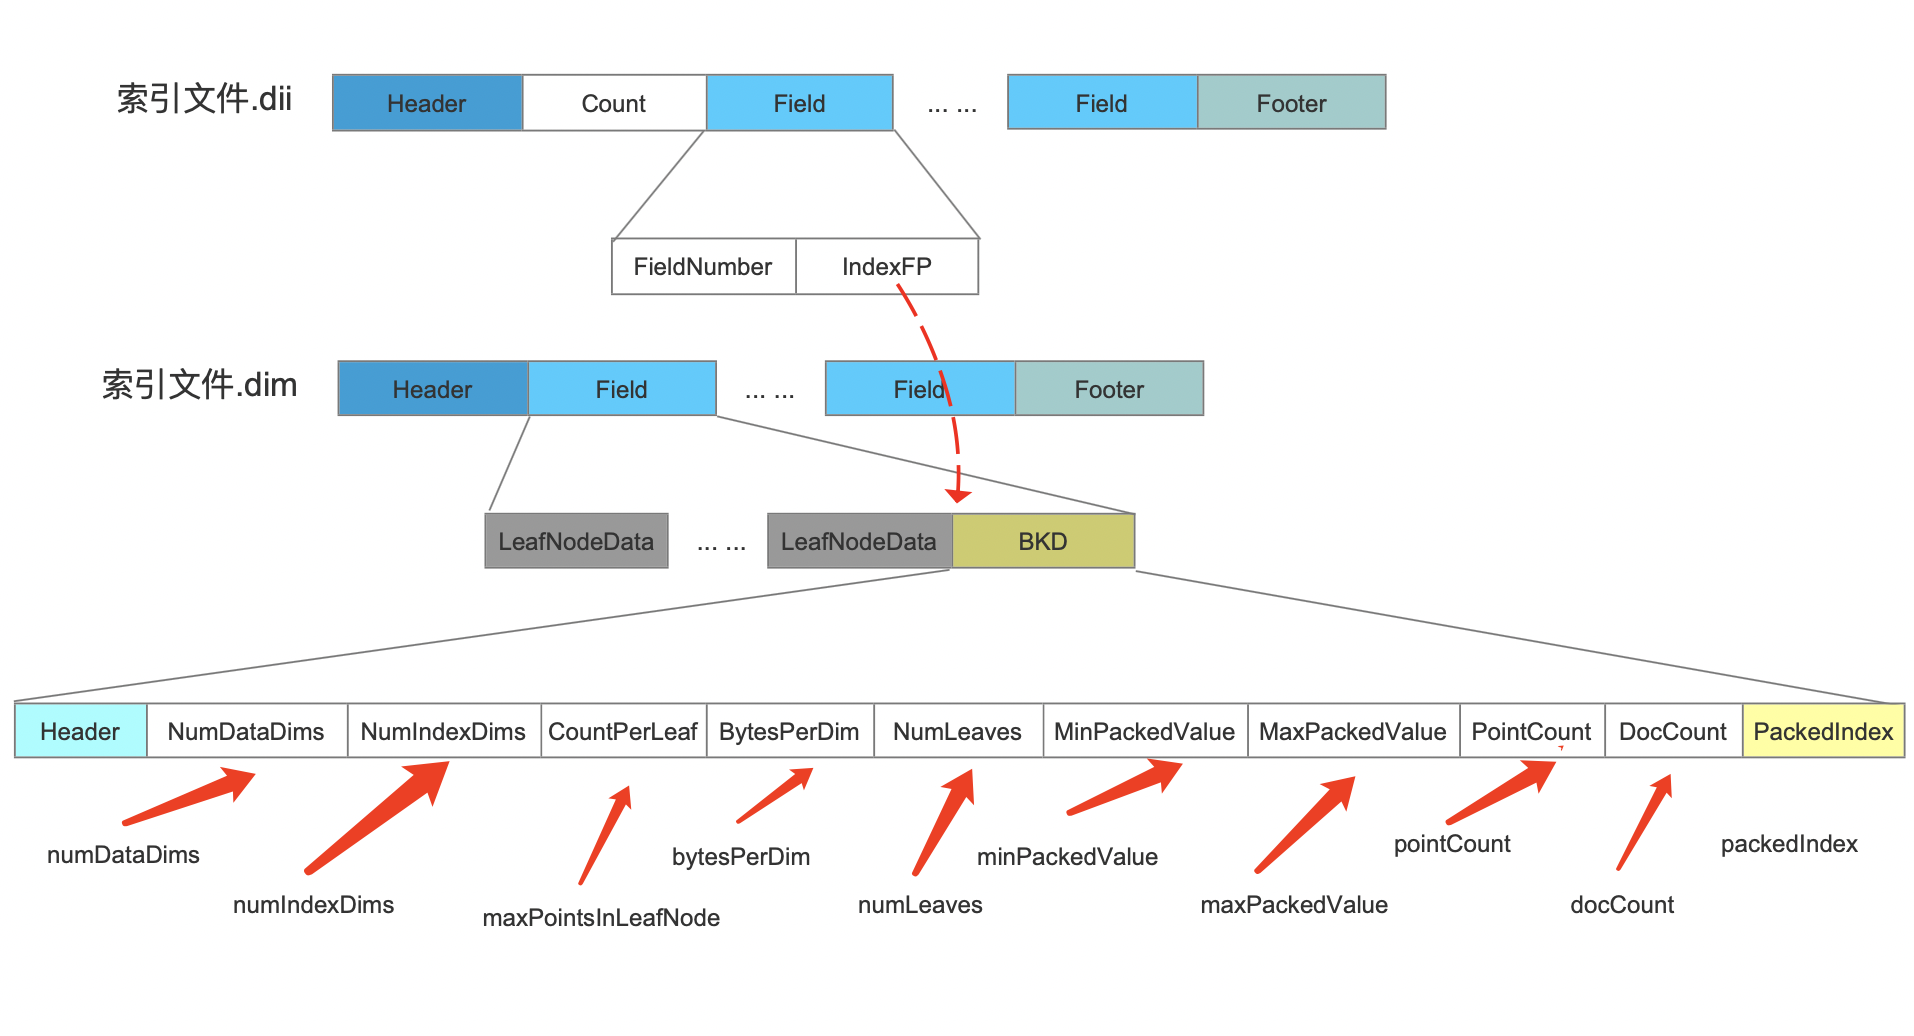 索引文件.dii Header Count Field ... ... Field Footer
FieldNumber IndexFP
索引文件.dim Header Field ... ... Field Footer
LeafNodeData ... ... LeafNodeData BKD
Header NumDataDims NumIndexDims CountPerLeaf BytesPerDim NumLeaves MinPackedValue MaxPackedValue PointCount DocCount PackedIndex
numDataDims bytesPerDim minPackedValue pointCount packedIndex
numIndexDims maxPointsInLeafNode numLeaves maxPackedValue docCount